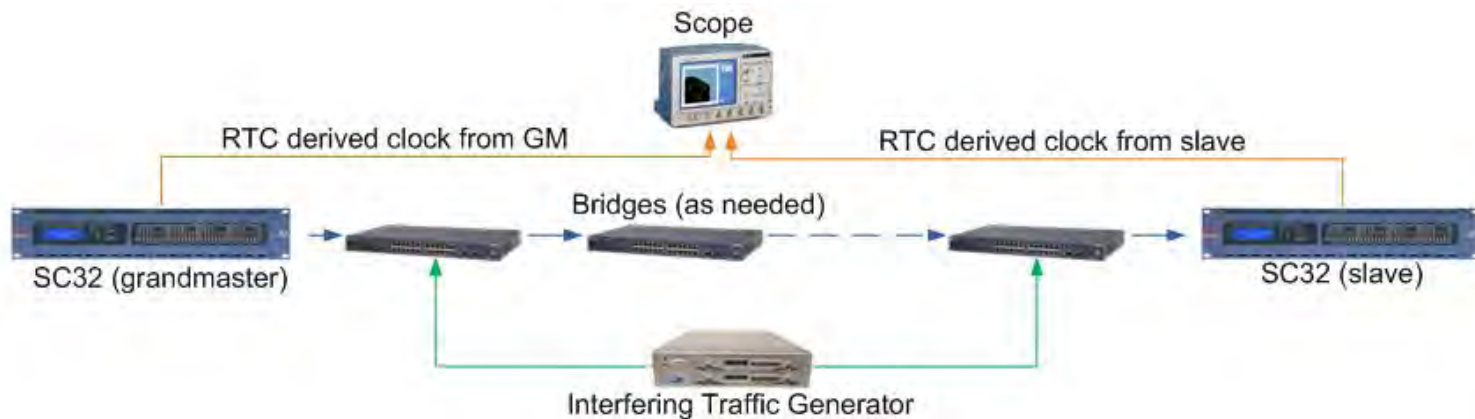 Scope
RTC derived clock from GM
RTC derived clock from slave
Bridges (as needed)
SC32 (grandmaster)
SC32 (slave)
Interfering Traffic Generator